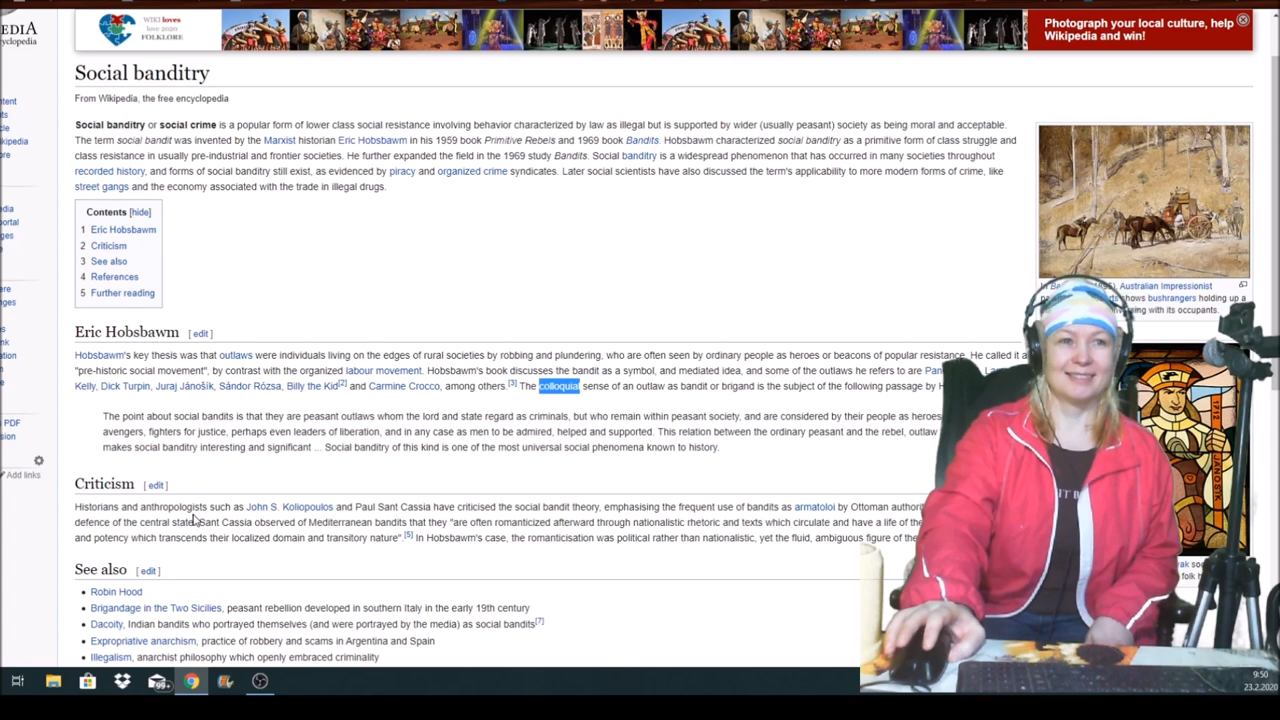 EDIA
cyclopedia
WIKI loves
love 2020
FOLKLORE
Photograph your local culture, help
Wikipedia and win!
Social banditry
From Wikipedia, the free encyclopedia
Social banditry or social crime is a popular form of lower class social resistance involving behavior characterized by law as illegal but is supported by wider (usually peasant) society as being moral and acceptable.
The term social bandit was invented by the Marxist historian Eric Hobsbawm in his 1959 book Primitive Rebels and 1969 book Bandits. Hobsbawm characterized social banditry as a primitive form of class struggle and
class resistance in usually pre-industrial and frontier societies. He further expanded the field in the 1969 study Bandits. Social banditry is a widespread phenomenon that has occurred in many societies throughout
recorded history, and forms of social banditry still exist, as evidenced by piracy and organized crime syndicates. Later social scientists have also discussed the term's applicability to more modern forms of crime, like
street gangs and the economy associated with the trade in illegal drugs.
Contents [hide]
1 Eric Hobsbawm
2 Criticism
3 See also
4 References
5 Further reading
Australian Impressionist
shows bushrangers holding up a
with its occupants.
Eric Hobsbawm [ edit ]
Hobsbawm's key thesis was that outlaws were individuals living on the edges of rural societies by robbing and plundering, who are often seen by ordinary people as heroes or beacons of popular resistance. He called it a
"pre-historic social movement", by contrast with the organized labour movement. Hobsbawm's book discusses the bandit as a symbol, and mediated idea, and some of the outlaws he refers to are
Kelly, Dick Turpin, Juraj Jánošík, Sándor Rózsa, Billy the Kid[2] and Carmine Crocco, among others.[3] The colloquial sense of an outlaw as bandit or brigand is the subject of the following passage by H
The point about social bandits is that they are peasant outlaws whom the lord and state regard as criminals, but who remain within peasant society, and are considered by their people as heroes
avengers, fighters for justice, perhaps even leaders of liberation, and in any case as men to be admired, helped and supported. This relation between the ordinary peasant and the rebel, outlaw
makes social banditry interesting and significant ... Social banditry of this kind is one of the most universal social phenomena known to history.
Criticism [ edit ]
Historians and anthropologists such as John S. Koliopoulos and Paul Sant Cassia have criticised the social bandit theory, emphasising the frequent use of bandits as armatoloi by Ottoman authorit
defence of the central state. Sant Cassia observed of Mediterranean bandits that they "are often romanticized afterward through nationalistic rhetoric and texts which circulate and have a life of the
and potency which transcends their localized domain and transitory nature".[5] In Hobsbawm's case, the romanticisation was political rather than nationalistic, yet the fluid, ambiguous figure of the
See also [ edit ]
• Robin Hood
• Brigandage in the Two Sicilies, peasant rebellion developed in southern Italy in the early 19th century
• Dacoity, Indian bandits who portrayed themselves (and were portrayed by the media) as social bandits[7]
• Expropriative anarchism, practice of robbery and scams in Argentina and Spain
• Illegalism, anarchist philosophy which openly embraced criminality
Add links
99+
9:50
23.2.2020